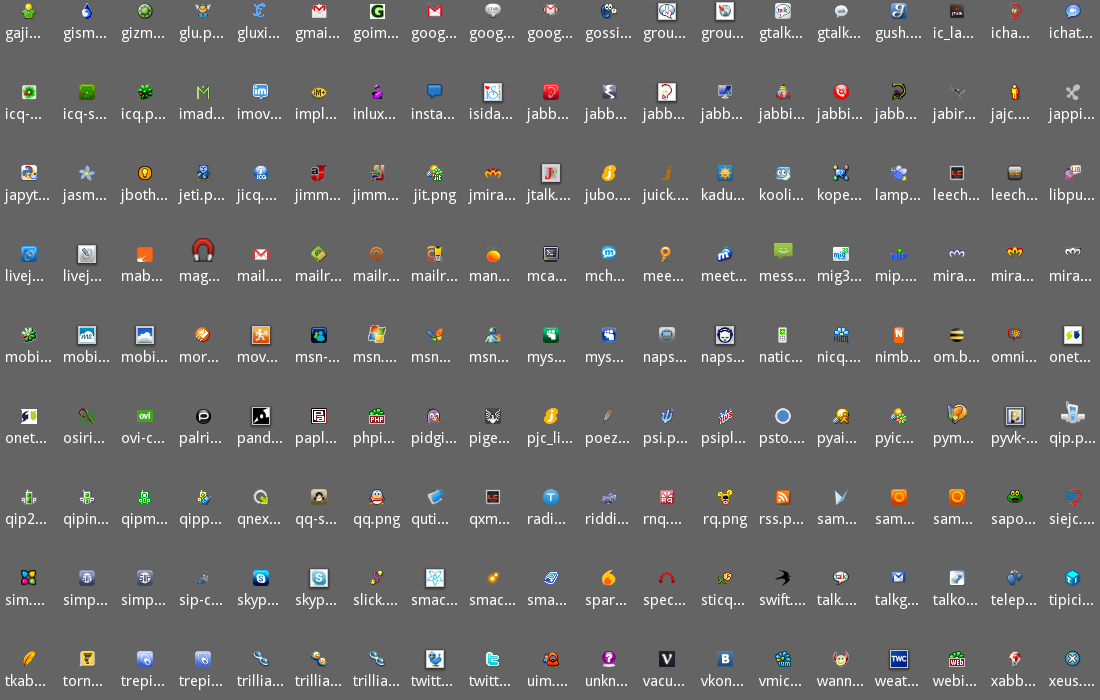 gaji... gism... gizm... glu.p... gluxi... gmai... goim... goog... goog... goog... gossi... grou... grou... gtalk... gtalk... gush.... ic_la... icha... ichat...
icq-... icq-s... icq.p... imad... imov... impl... inlux... insta... isida... jabb... jabb... jabb... jabb... jabbi... jabbi... jabb... jabir... jajc.... jappi...
japyt... jasm... jboth... jeti.p... jicq.... jimm... jimm... jit.png jmira... jtalk.... jubo.... juick.... kadu... kooli... kope... lamp... leech... leech... libpu...
livej... livej... mab... mag... mail.... mailr... mailr... mailr... man... mca... mch... mee... meet... mess... mig3... mip.... mira... mira... mira...
mobi... mobi... mobi... mor... mov... msn-... msn.... msn... msn... mys... mys... naps... naps... natic... nicq.... nimb... om.b... omni... onet...
onet... osiri... ovi-c... palri... pand... papl... phpi... pidgi... pige... pjc_li... poez... psi.p... psipl... psto.... pyai... pyic... pym... pyvk-... qip.p...
qip2... qipin... qipm... qipp... qnex... qq-s... qq.png quti... qxm... radi... riddi... rnq.... rq.png rss.p... sam... sam... sam... sapo... siejc....
sim.... simp... simp... sip-c... skyp... skyp... slick.... smac... smac... sma... spar... spec... sticq... swift.... talk.... talkg... talko... telep... tipici...
tkab... torn... trepi... trepi... trillia... trillia... trillia... twitt... twitt... uim.... unkn... vacu... vkon... vmic... wann... weat... webi... xabb... xeus....